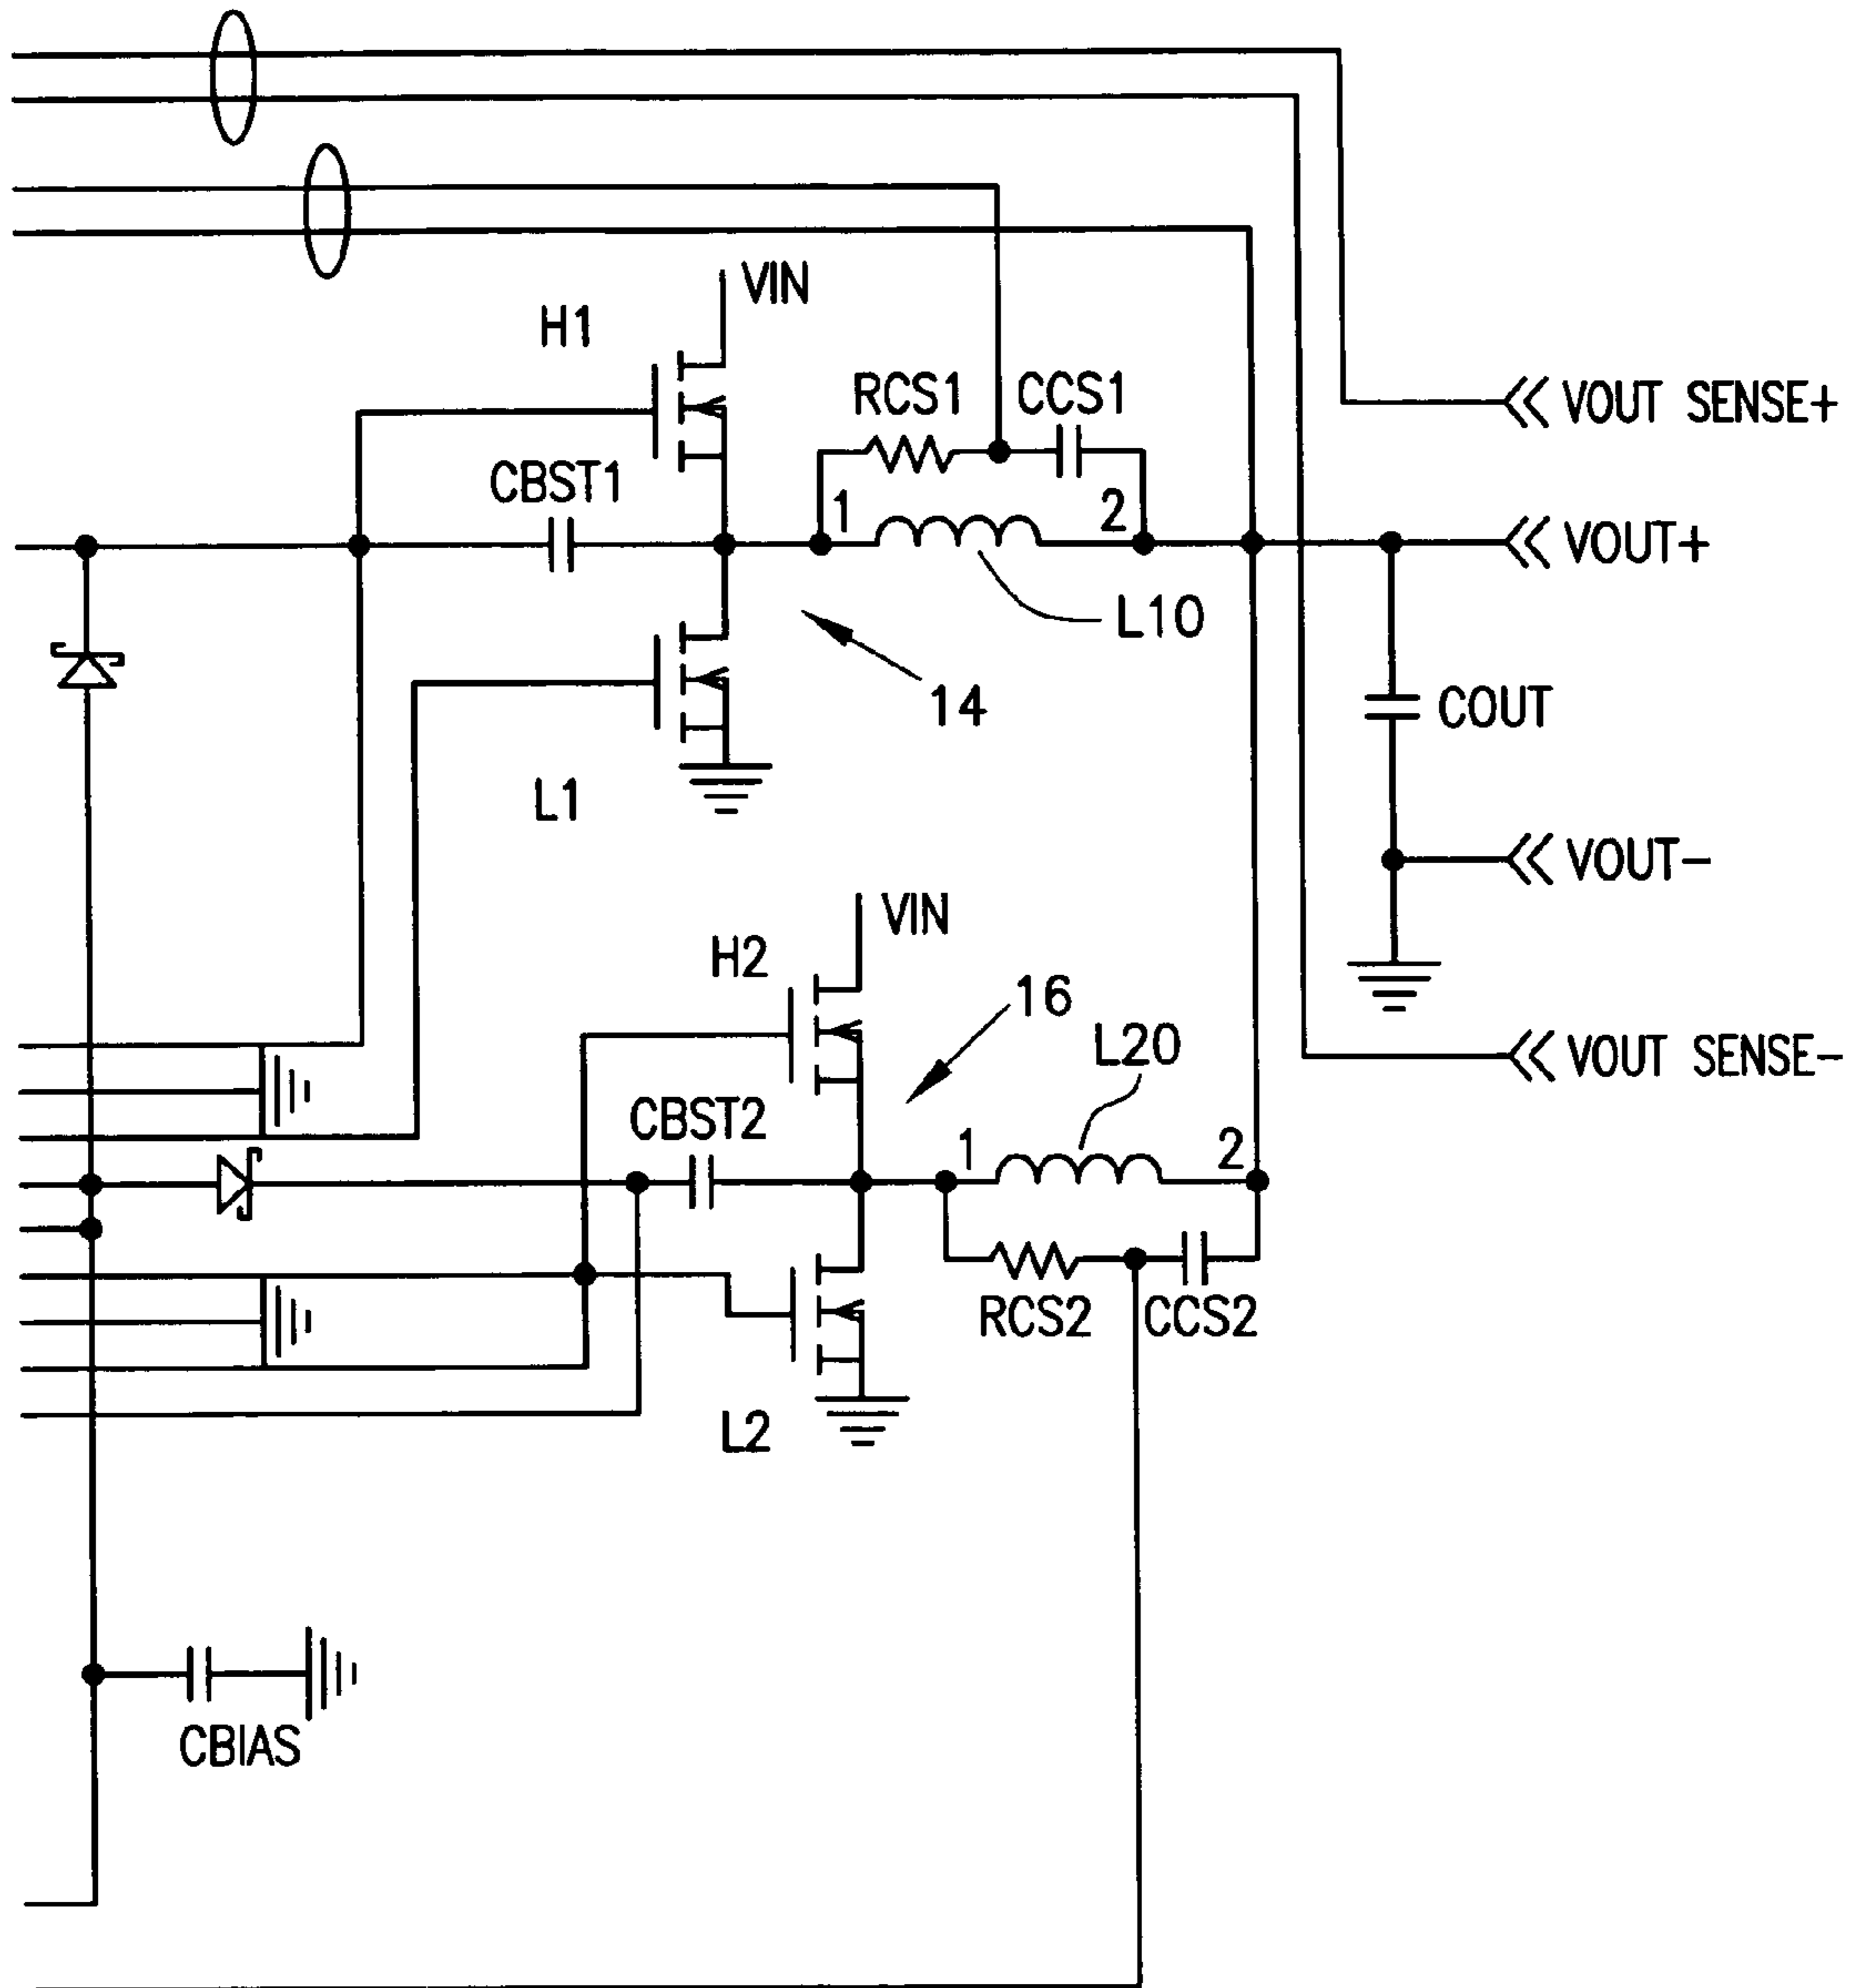 VIN
H1
RCS1
CCS1
VOUT SENSE+
CBST1
1
2
VOUT+
L10
14
COUT
L1
VOUT-
VIN
H2
16
L20
VOUT SENSE-
CBST2
1
2
RCS2
CCS2
L2
CBIAS